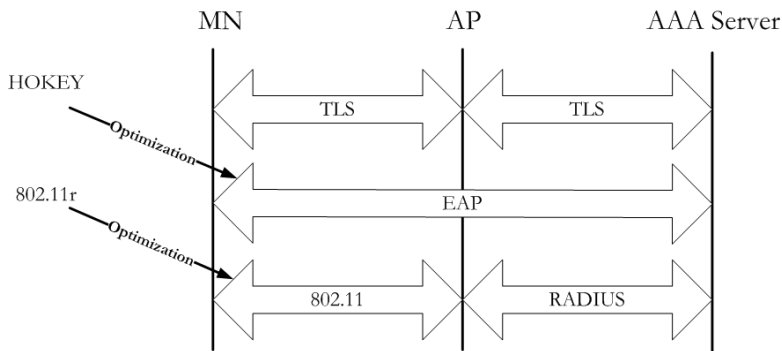 MN AP AAA Server
HOKEY
TLS TLS
Optimization
802.11r
EAP
Optimization
802.11 RADIUS